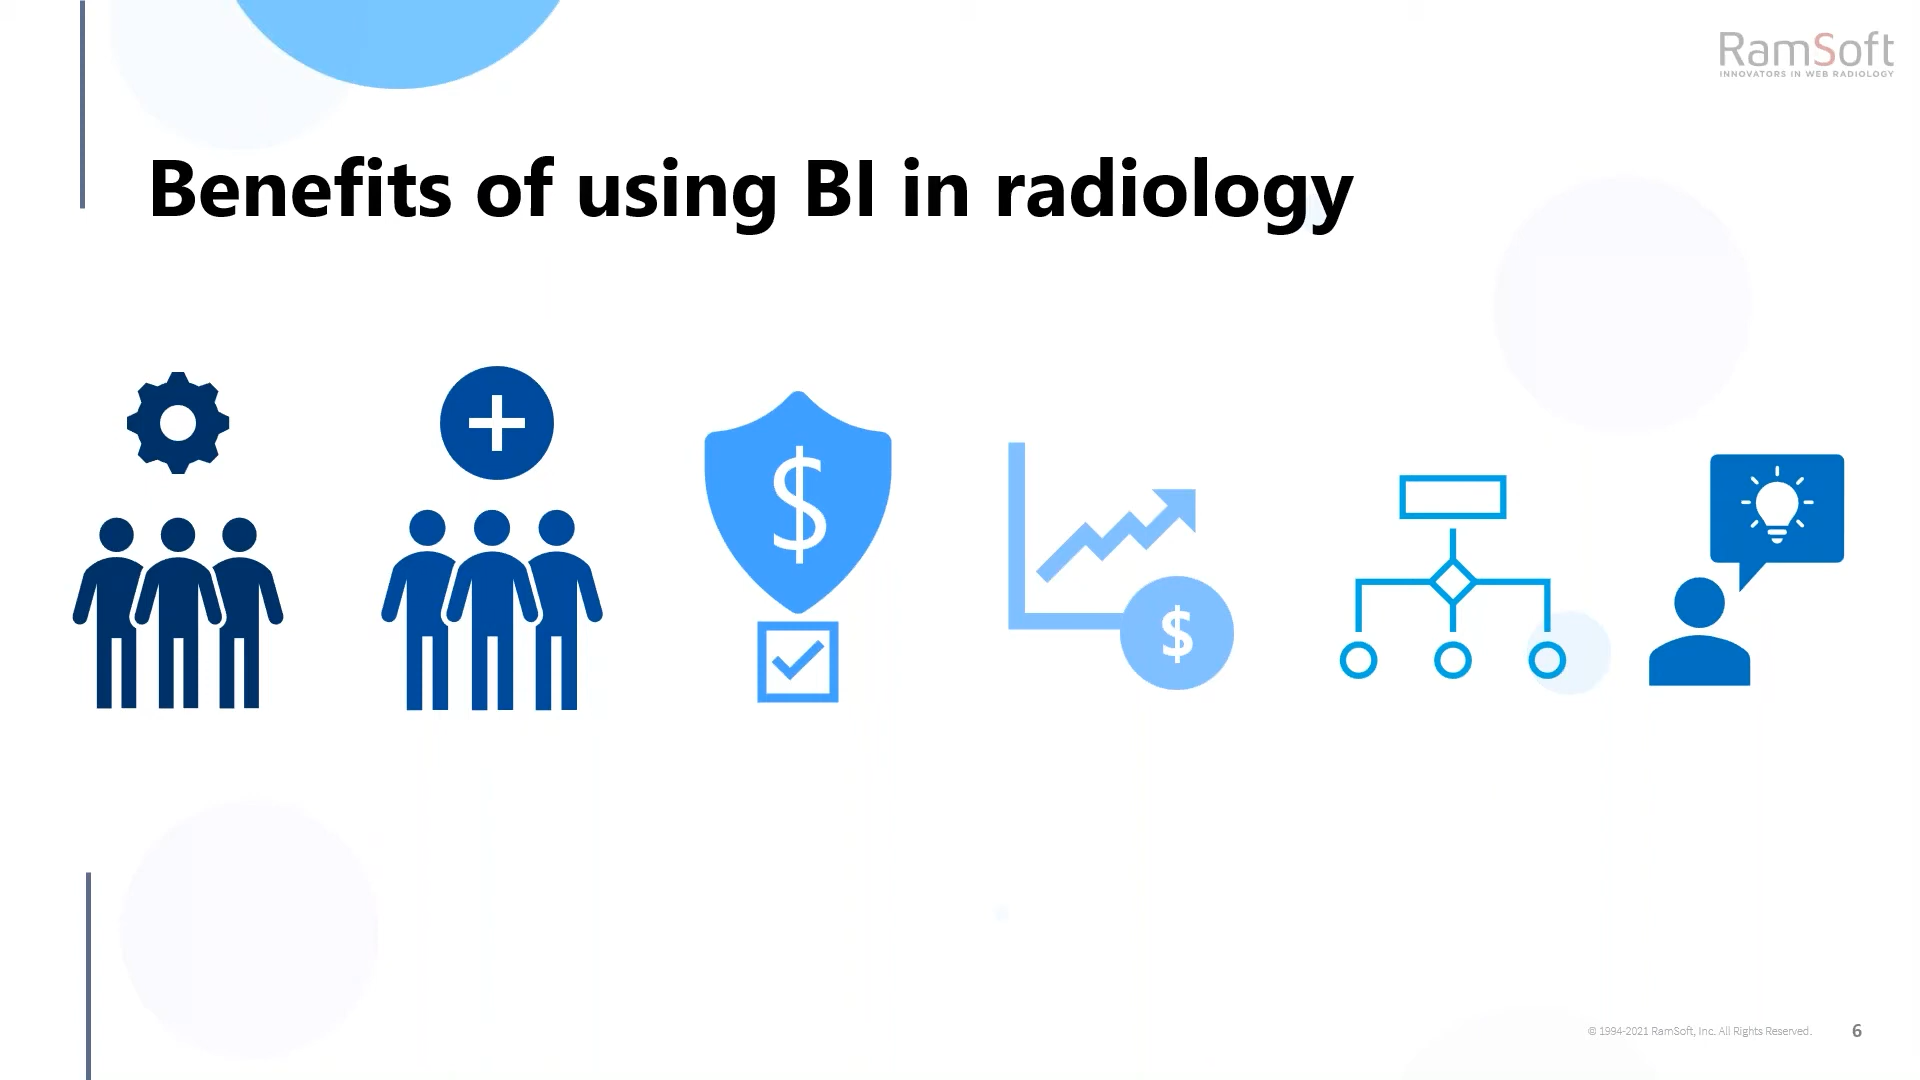 RamSoft
INNOVATORS IN WEB RADIOLOGY
Benefits of using BI in radiology
$
$
© 1994-2021 RamSoft, Inc. All Rights Reserved.
6